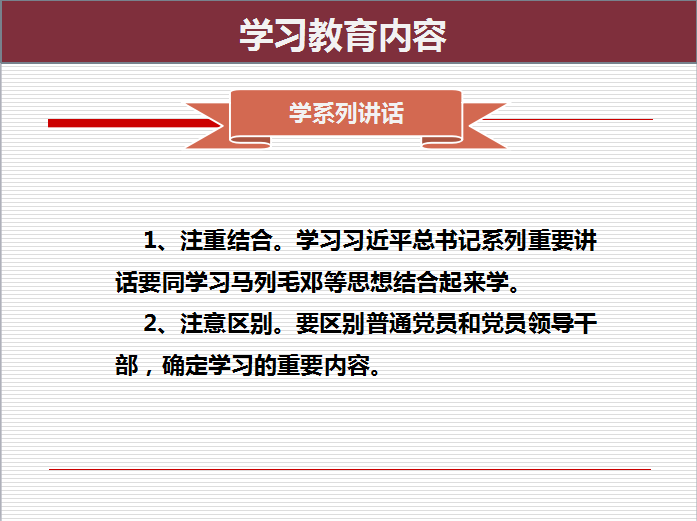 学习教育内容
学系列讲话
1、注重结合。学习习近平总书记系列重要讲
话要同学习马列毛邓等思想结合起来学。
2、注意区别。要区别普通党员和党员领导干
部，确定学习的重要内容。